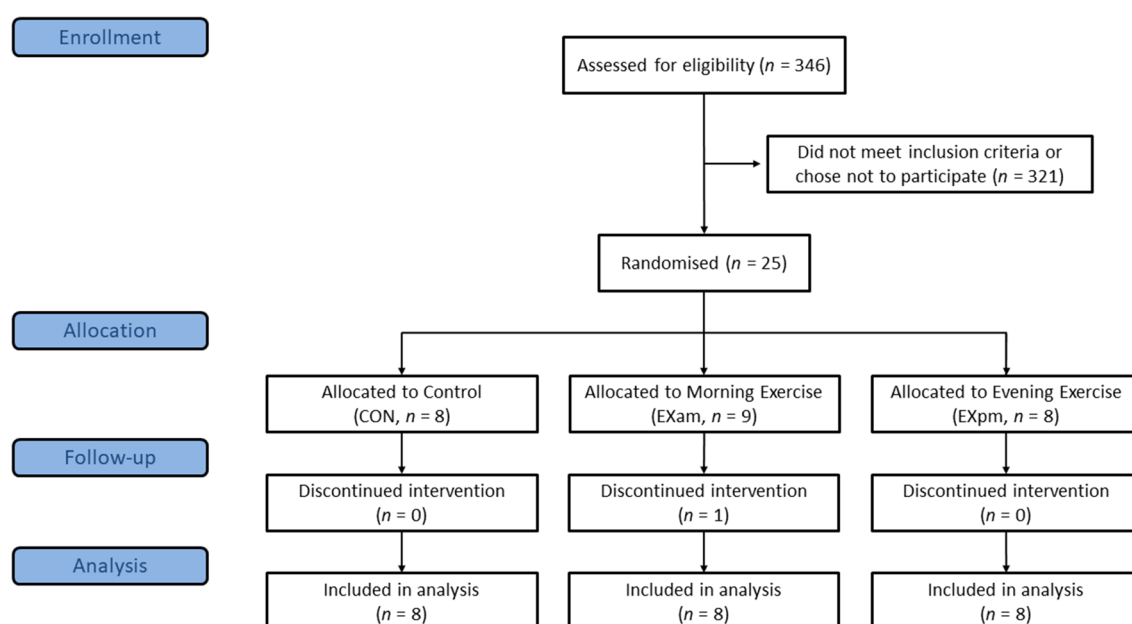 Enrollment
Assessed for eligibility (n = 346)
Did not meet inclusion criteria or
chose not to participate (n = 321)
Randomised (n = 25)
Allocation
Allocated to Control
(CON, n = 8)
Allocated to Morning Exercise
(EXam, n = 9)
Allocated to Evening Exercise
(EXpm, n = 8)
Follow-up
Discontinued intervention
(n = 0)
Discontinued intervention
(n = 1)
Discontinued intervention
(n = 0)
Analysis
Included in analysis
(n = 8)
Included in analysis
(n = 8)
Included in analysis
(n = 8)